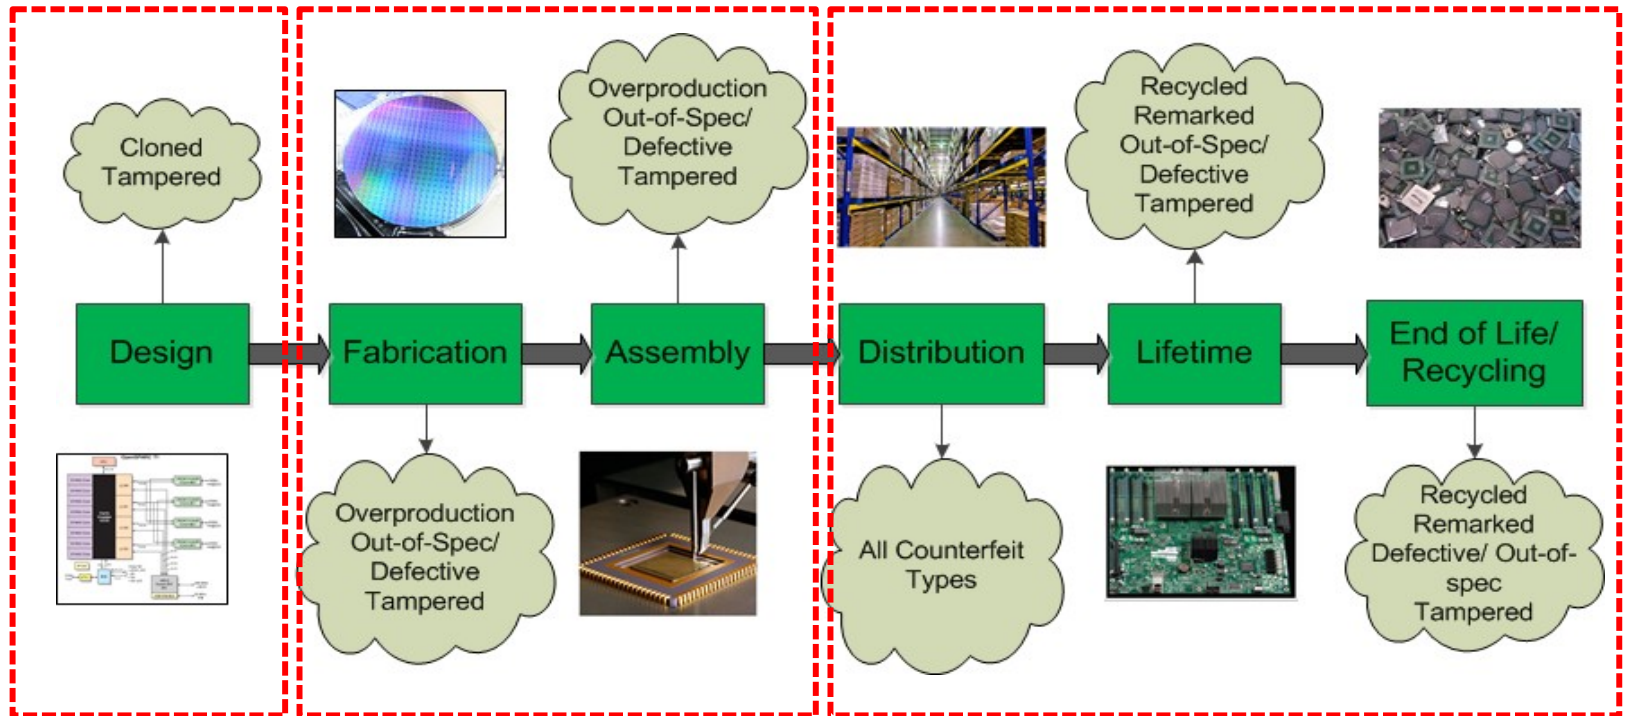 Cloned
Tampered
Overproduction
Out-of-Spec/
Defective
Tampered
Recycled
Remarked
Out-of-Spec/
Defective
Tampered
Design
Fabrication
Assembly
Distribution
Lifetime
End of Life/
Recycling
Overproduction
Out-of-Spec/
Defective
Tampered
All Counterfeit
Types
Recycled
Remarked
Defective/ Out-of-
spec
Tampered